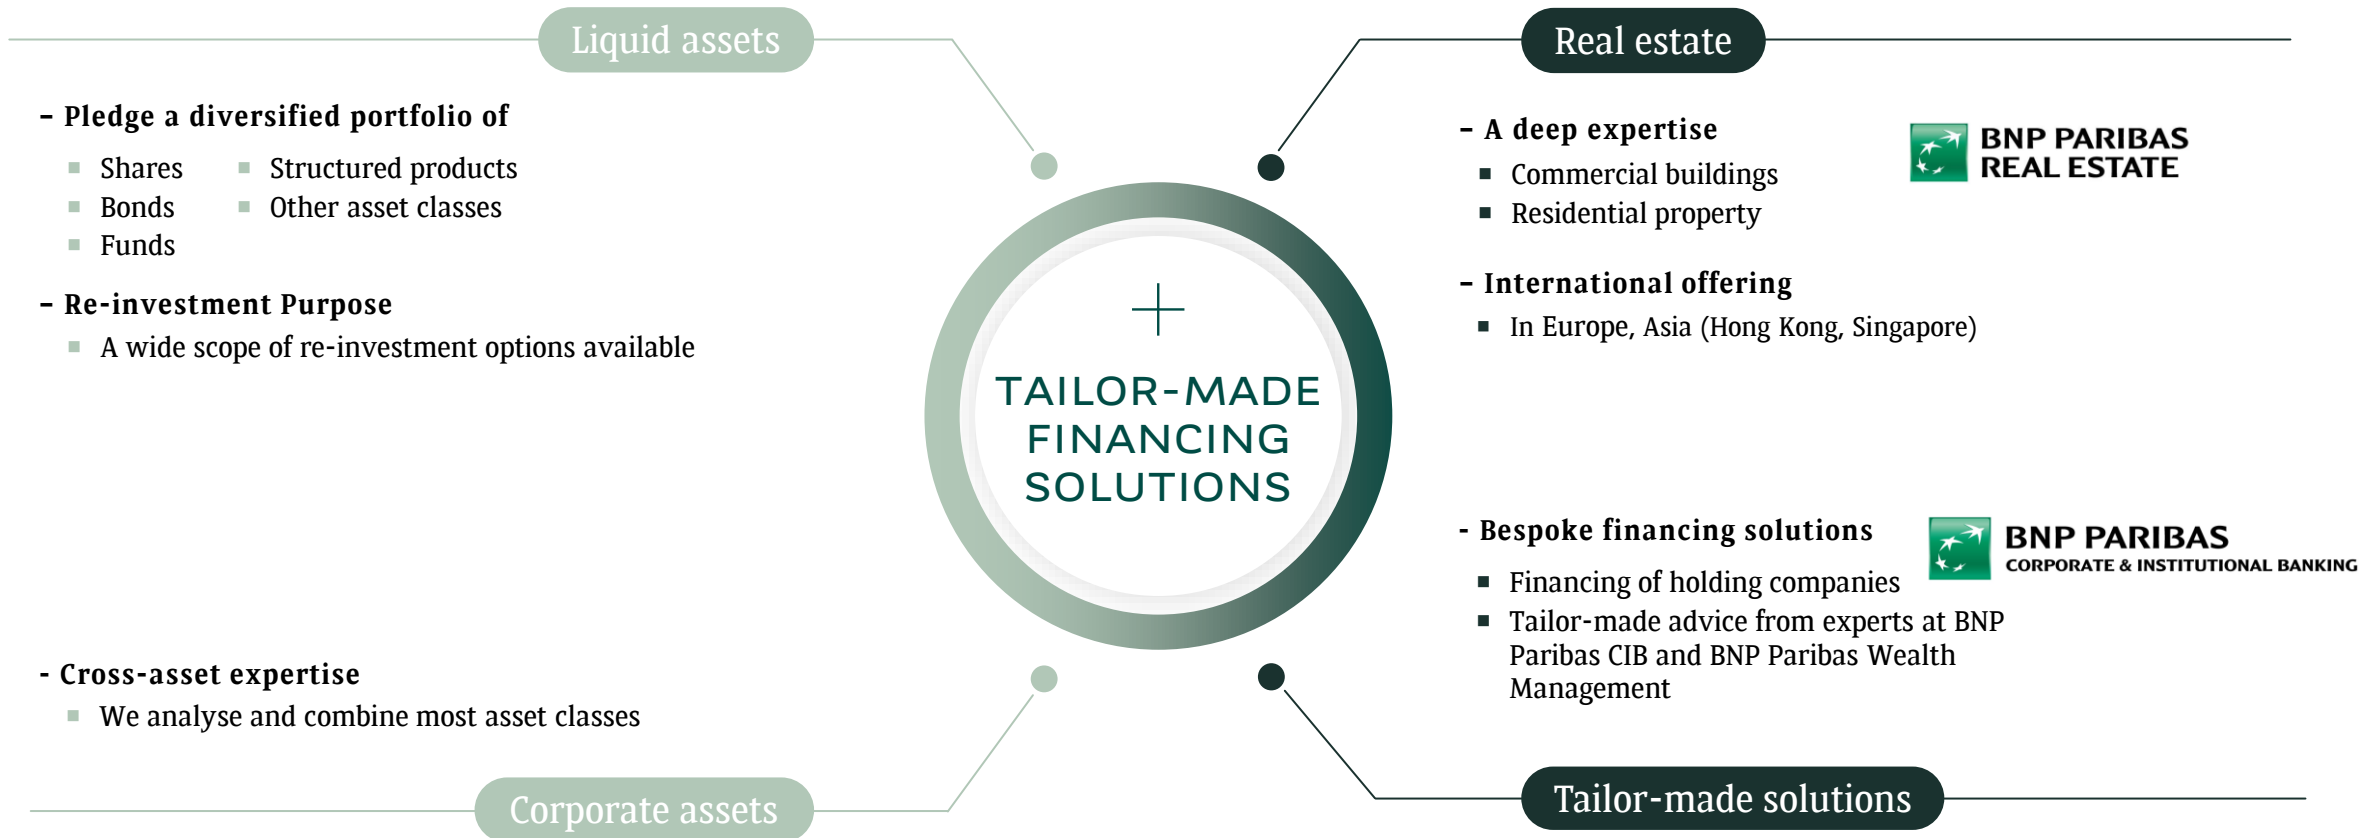 Liquid assets
– Pledge a diversified portfolio of
Shares
Bonds
Funds
Structured products
Other asset classes
– Re-investment Purpose
A wide scope of re-investment options available
Real estate
– A deep expertise
Commercial buildings
Residential property
BNP PARIBAS
REAL ESTATE
– International offering
In Europe, Asia (Hong Kong, Singapore)
TAILOR-MADE
FINANCING
SOLUTIONS
- Cross-asset expertise
We analyse and combine most asset classes
Corporate assets
- Bespoke financing solutions
BNP PARIBAS
CORPORATE & INSTITUTIONAL BANKING
Financing of holding companies
Tailor-made advice from experts at BNP
Paribas CIB and BNP Paribas Wealth
Management
Tailor-made solutions